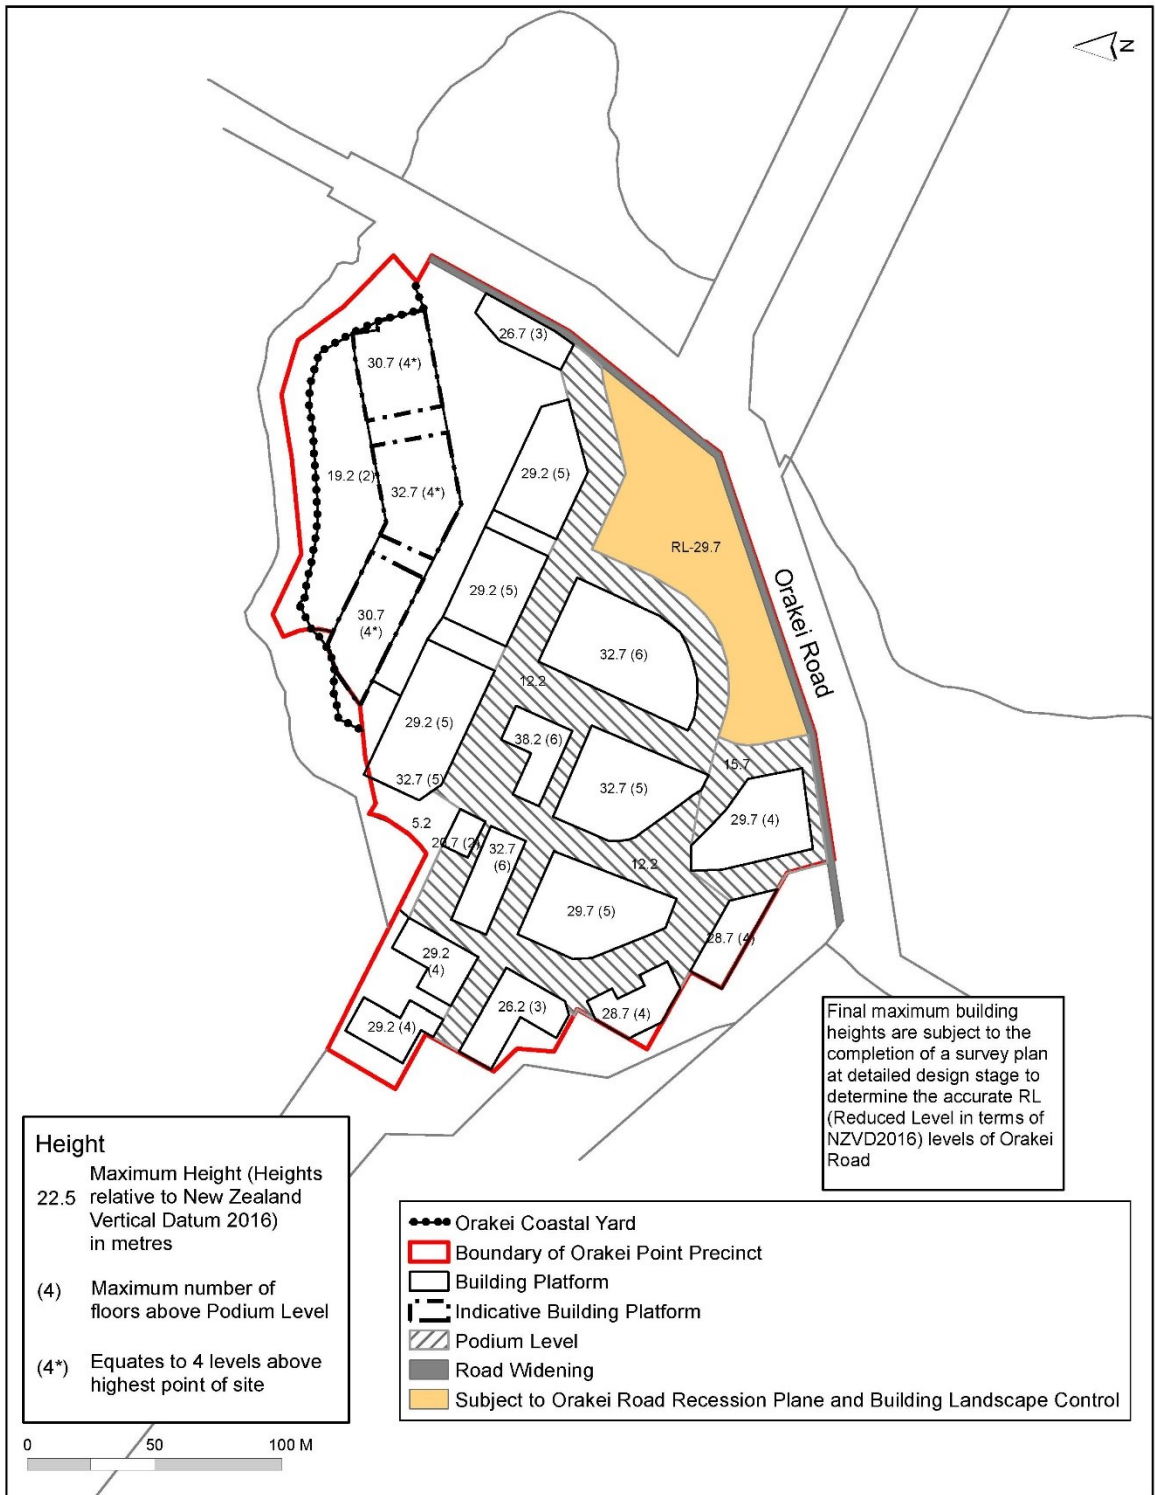 N
26.7 (3)
30.7 (4*)
19.2 (2)
29.2 (5)
32.7 (4*)
RL-29.7
Orakei Road
29.2 (5)
30.7
(4*)
32.7 (6)
12.2
29.2 (5)
38.2 (6)
15.7
32.7 (5)
32.7 (5)
5.2
29.7 (4)
20.7 (2)
32.7
(6)
12.2
29.7 (5)
28.7 (4)
29.2
(4)
26.2 (3)
28.7 (4)
29.2 (4)
Final maximum building
heights are subject to the
completion of a survey plan
at detailed design stage to
determine the accurate RL
(Reduced Level in terms of
NZVD2016) levels of Orakei
Road
Height
22.5 Maximum Height (Heights
relative to New Zealand
Vertical Datum 2016)
in metres
(4) Maximum number of
floors above Podium Level
(4*) Equates to 4 levels above
highest point of site
Orakei Coastal Yard
Boundary of Orakei Point Precinct
Building Platform
Indicative Building Platform
Podium Level
Road Widening
Subject to Orakei Road Recession Plane and Building Landscape Control
0 50 100 M